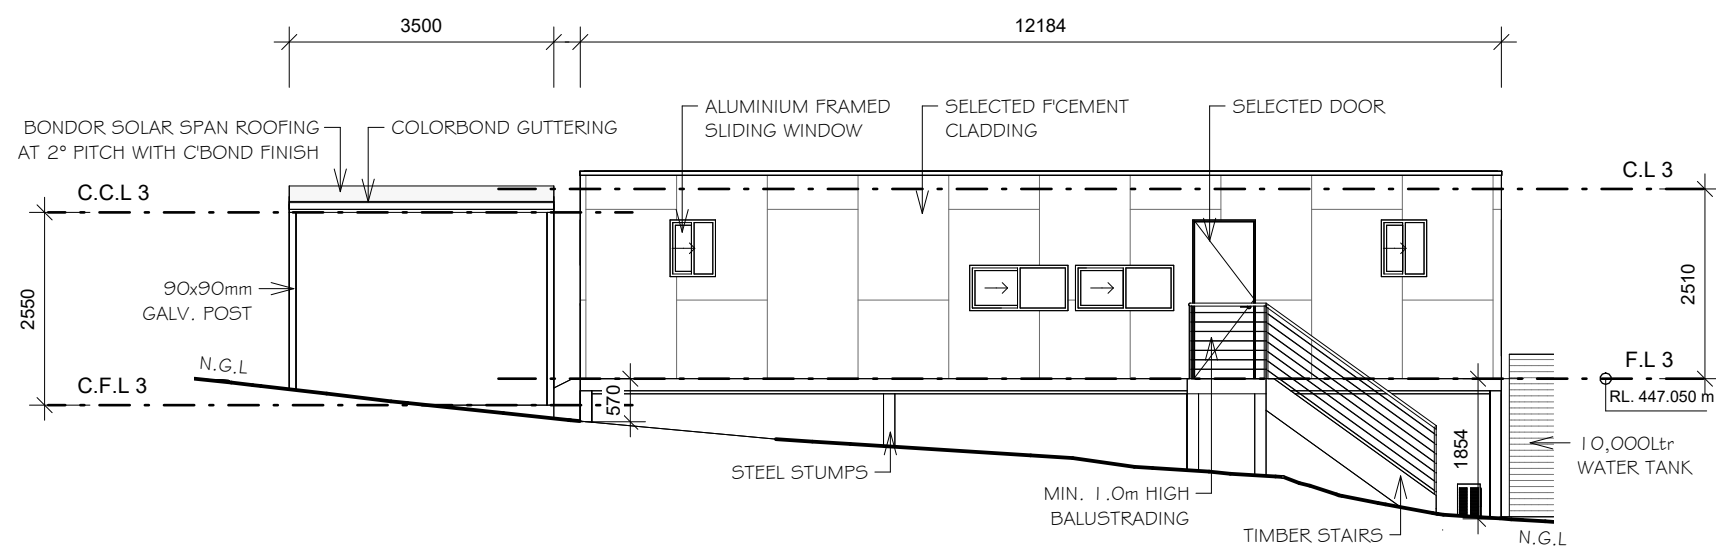 3500
12184
BONDOR SOLAR SPAN ROOFING
AT 2° PITCH WITH C'BOND FINISH
COLORBOND GUTTERING
ALUMINIUM FRAMED
SLIDING WINDOW
SELECTED F'CEMENT
CLADDING
SELECTED DOOR
C.C.L 3
C.L 3
90x90mm
GALV. POST
2550
2510
N.G.L
C.F.L 3
F.L 3
570
RL. 447.050 m
1854
STEEL STUMPS
MIN. 1.0m HIGH
BALUSTRADING
TIMBER STAIRS
10,000Ltr
WATER TANK
N.G.L